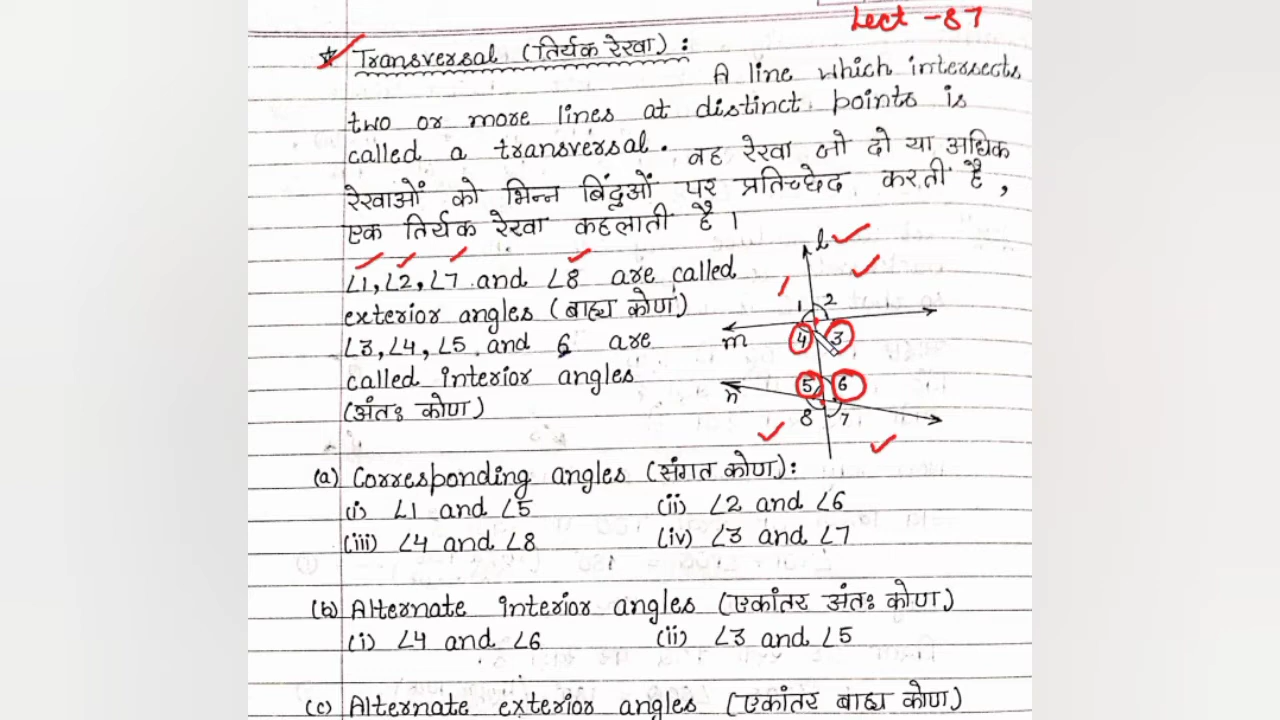 Lect - 87
☆ Transversal (तिर्यक रेखा) :
A line which intersects
two or more lines at distinct points is
called a transversal. वह रेखा जो दो या अधिक
रेखाओं को भिन्न बिंदुओं पर प्रतिच्छेद करती है,
एक तिर्यक रेखा कहलाती है।
∠1, ∠2, ∠7 and ∠8 are called
exterior angles (बाह्य कोण)
∠3, ∠4, ∠5 and 6 are
called interior angles
(अंतः कोण)
l
1 2
m 4 3
n 5 6
8 7
(a) Corresponding angles (संगत कोण):
(i) ∠1 and ∠5 (ii) ∠2 and ∠6
(iii) ∠4 and ∠8 (iv) ∠3 and ∠7
(b) Alternate interior angles (एकांतर अंतः कोण)
(i) ∠4 and ∠6 (ii) ∠3 and ∠5
(c) Alternate exterior angles (एकांतर बाह्य कोण)